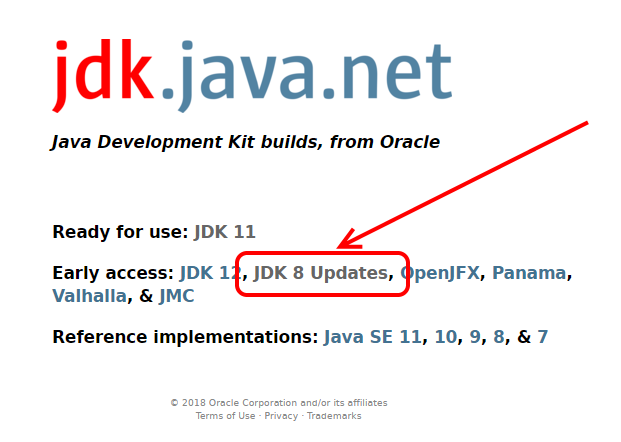 jdk.java.net
Java Development Kit builds, from Oracle
Ready for use: JDK 11
Early access: JDK 12, JDK 8 Updates, OpenJFX, Panama,
Valhalla, & JMC
Reference implementations: Java SE 11, 10, 9, 8, & 7
© 2018 Oracle Corporation and/or its affiliates
Terms of Use · Privacy · Trademarks